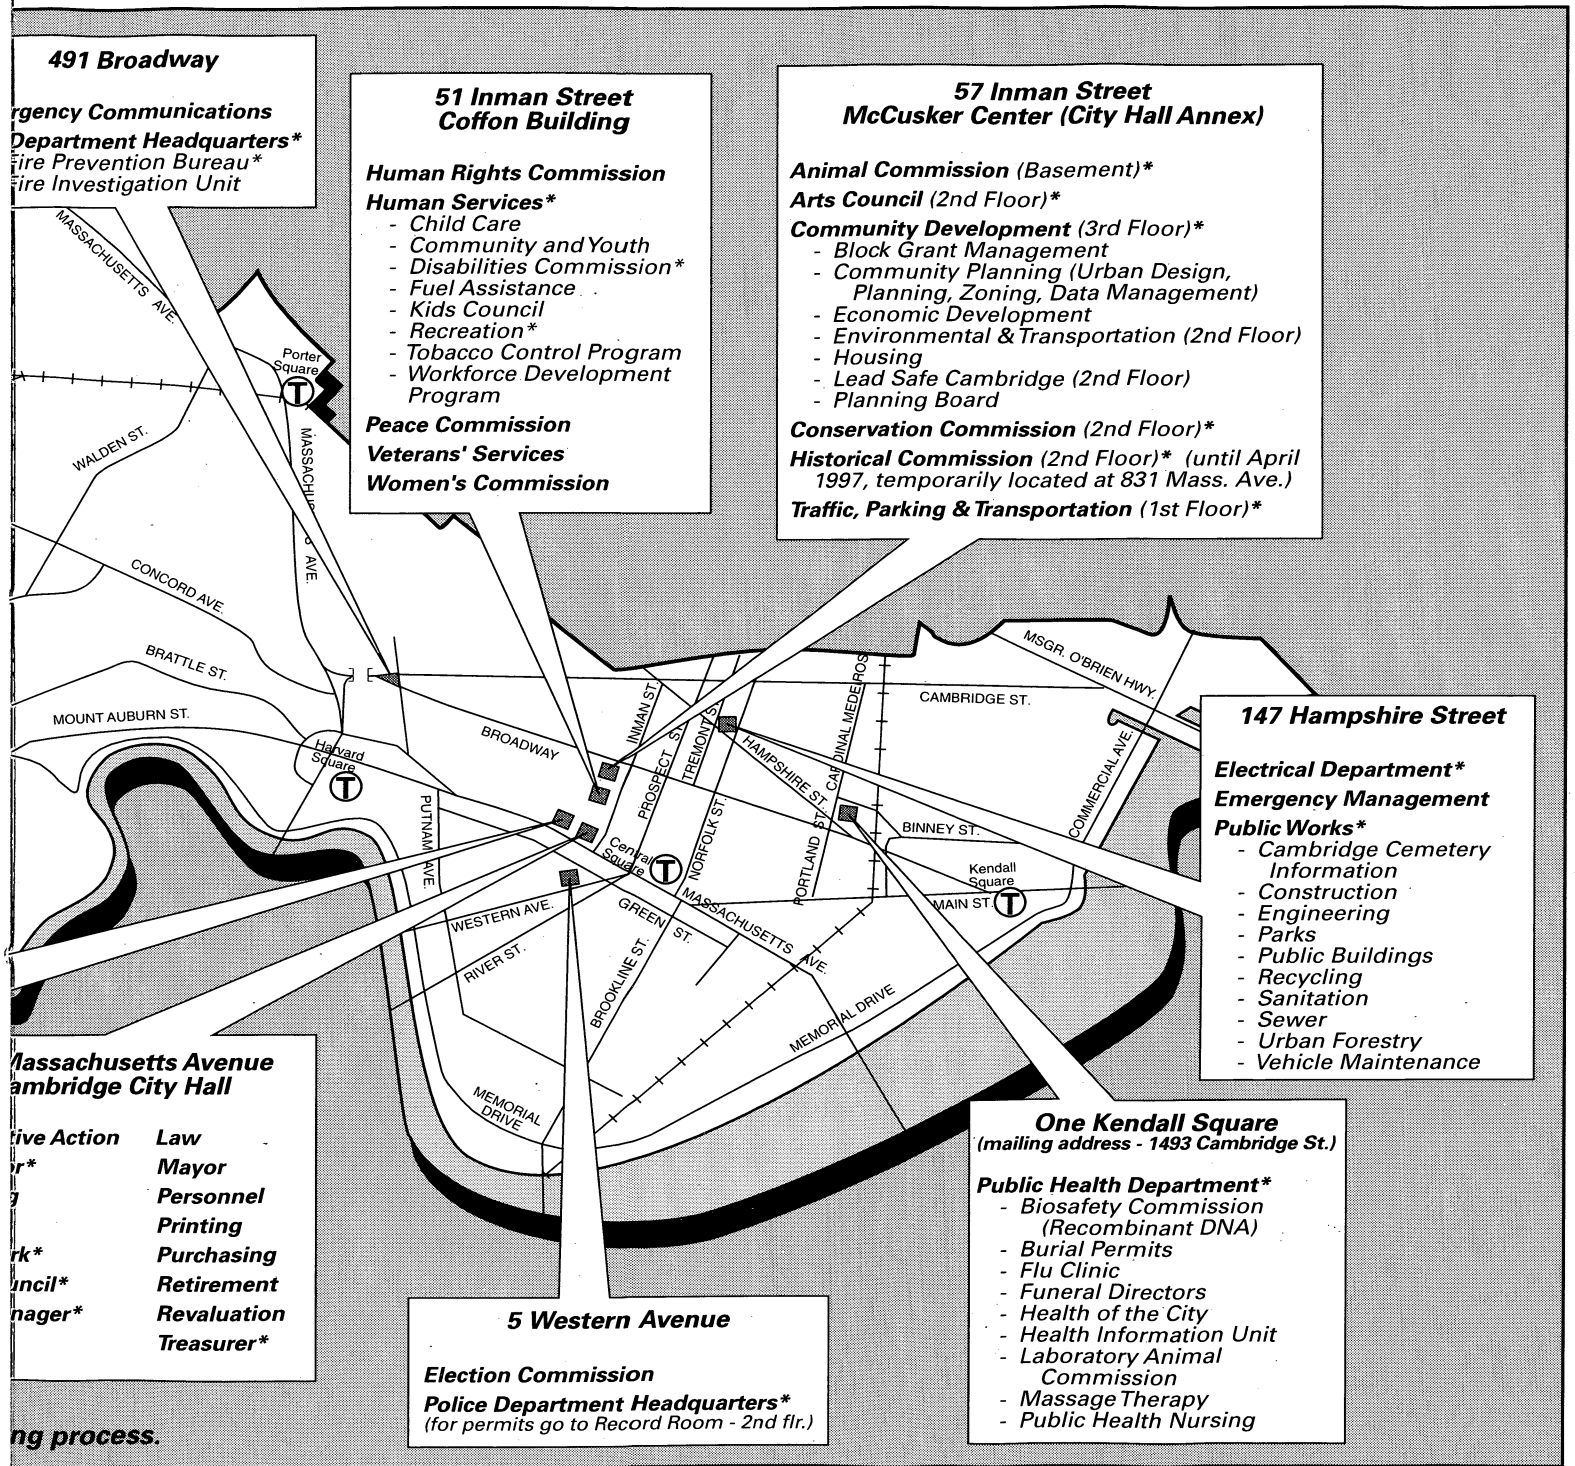 491 Broadway
rgency Communications
Department Headquarters*
Fire Prevention Bureau*
Fire Investigation Unit
51 Inman Street
Coffon Building
Human Rights Commission
Human Services*
- Child Care
- Community and Youth
- Disabilities Commission*
- Fuel Assistance
- Kids Council
- Recreation*
- Tobacco Control Program
- Workforce Development
Program
Peace Commission
Veterans' Services
Women's Commission
57 Inman Street
McCusker Center (City Hall Annex)
Animal Commission (Basement)*
Arts Council (2nd Floor)*
Community Development (3rd Floor)*
- Block Grant Management
- Community Planning (Urban Design,
Planning, Zoning, Data Management)
- Economic Development
- Environmental & Transportation (2nd Floor)
- Housing
- Lead Safe Cambridge (2nd Floor)
- Planning Board
Conservation Commission (2nd Floor)*
Historical Commission (2nd Floor)* (until April
1997, temporarily located at 831 Mass. Ave.)
Traffic, Parking & Transportation (1st Floor)*
MASSACHUSETTS AVE.
Porter
Square
T
WALDEN ST.
MASSACHUS S AVE.
CONCORD AVE.
BRATTLE ST.
MOUNT AUBURN ST.
Harvard
Square
T
BROADWAY
INMAN ST.
PROSPECT ST.
TREMONT ST.
HAMPSHIRE ST.
CARDINAL MEDEIROS
CAMBRIDGE ST.
MSGR. O'BRIEN HWY.
COMMERCIAL AVE.
PUTNAM AVE.
Central
Square
T
NORFOLK ST.
PORTLAND ST.
BINNEY ST.
Kendall
Square
T
MAIN ST.
WESTERN AVE.
RIVER ST.
GREEN ST.
MASSACHUSETTS AVE.
BROOKLINE ST.
MEMORIAL DRIVE
MEMORIAL
DRIVE
147 Hampshire Street
Electrical Department*
Emergency Management
Public Works*
- Cambridge Cemetery
Information
- Construction
- Engineering
- Parks
- Public Buildings
- Recycling
- Sanitation
- Sewer
- Urban Forestry
- Vehicle Maintenance
Massachusetts Avenue
ambridge City Hall
tive Action Law
r* Mayor
g Personnel
Printing
rk* Purchasing
uncil* Retirement
nager* Revaluation
Treasurer*
5 Western Avenue
Election Commission
Police Department Headquarters*
(for permits go to Record Room - 2nd flr.)
One Kendall Square
(mailing address - 1493 Cambridge St.)
Public Health Department*
- Biosafety Commission
(Recombinant DNA)
- Burial Permits
- Flu Clinic
- Funeral Directors
- Health of the City
- Health Information Unit
- Laboratory Animal
Commission
- Massage Therapy
- Public Health Nursing
ng process.